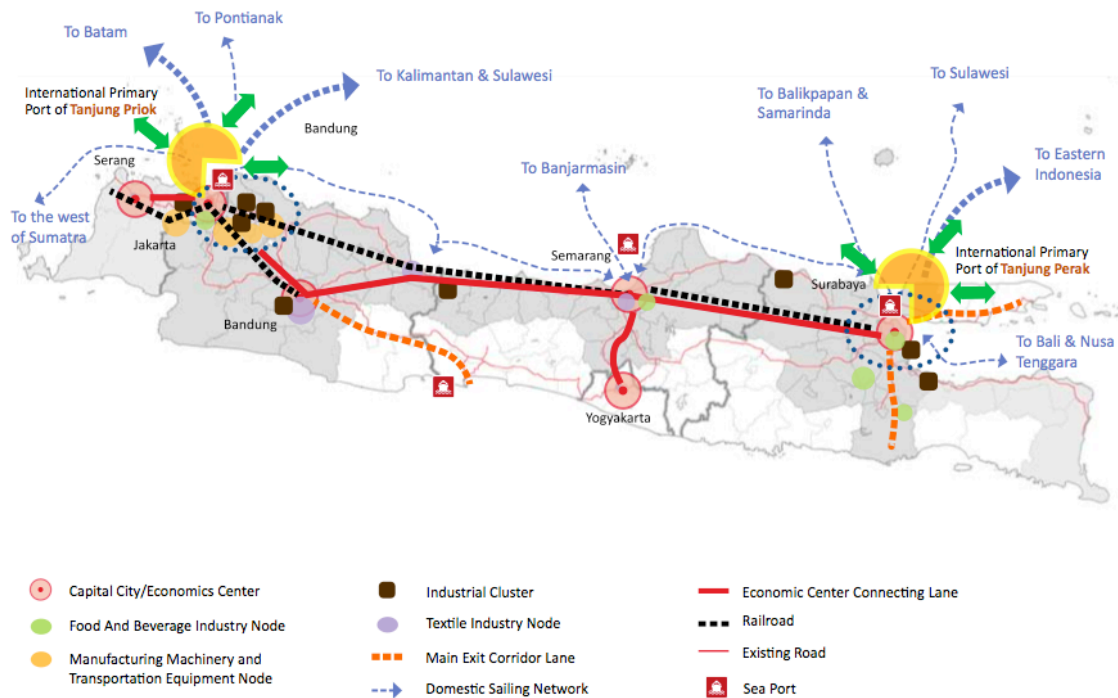 To Pontianak
To Batam
To Kalimantan & Sulawesi
To Sulawesi
To Balikpapan &
Samarinda
International Primary
Port of Tanjung Priok
Bandung
Serang
To Banjarmasin
To Eastern
Indonesia
To the west
of Sumatra
Jakarta
Semarang
Surabaya
International Primary
Port of Tanjung Perak
Bandung
To Bali & Nusa
Tenggara
Yogyakarta
Capital City/Economics Center
Food And Beverage Industry Node
Manufacturing Machinery and
Transportation Equipment Node
Industrial Cluster
Textile Industry Node
Main Exit Corridor Lane
Domestic Sailing Network
Economic Center Connecting Lane
Railroad
Existing Road
Sea Port